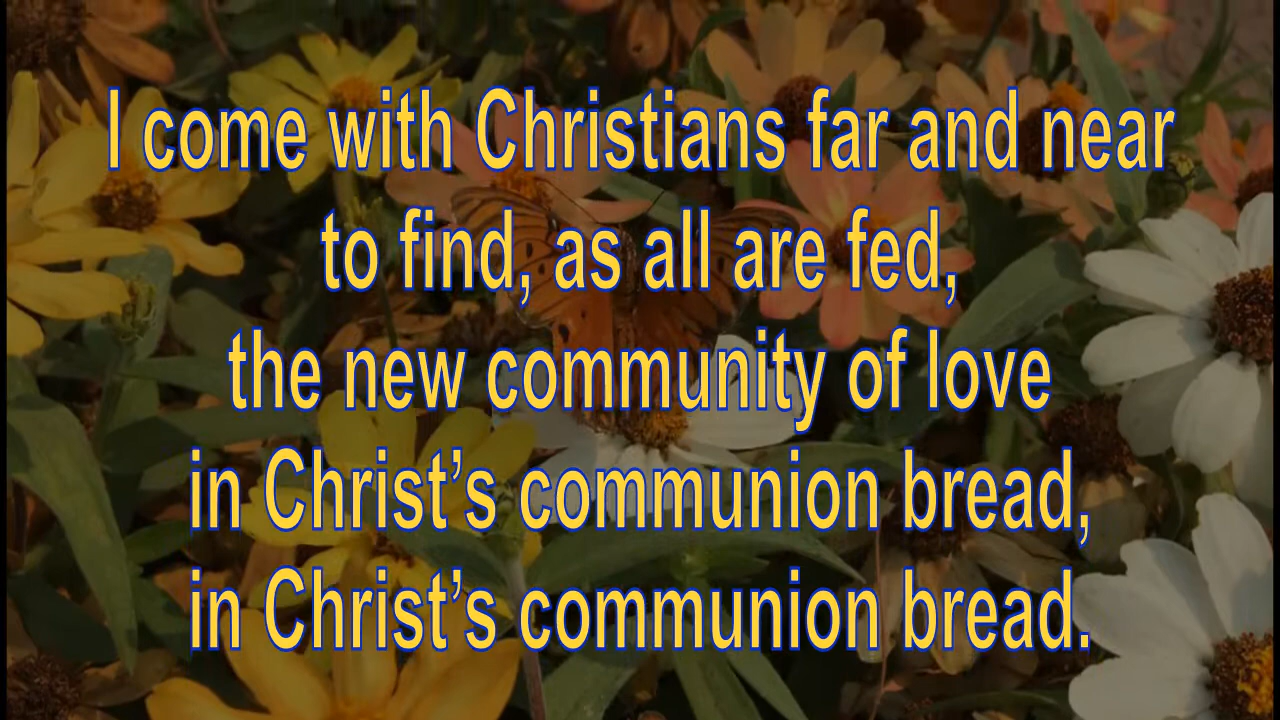 I come with Christians far and near
to find, as all are fed,
the new community of love
in Christ’s communion bread,
in Christ’s communion bread.